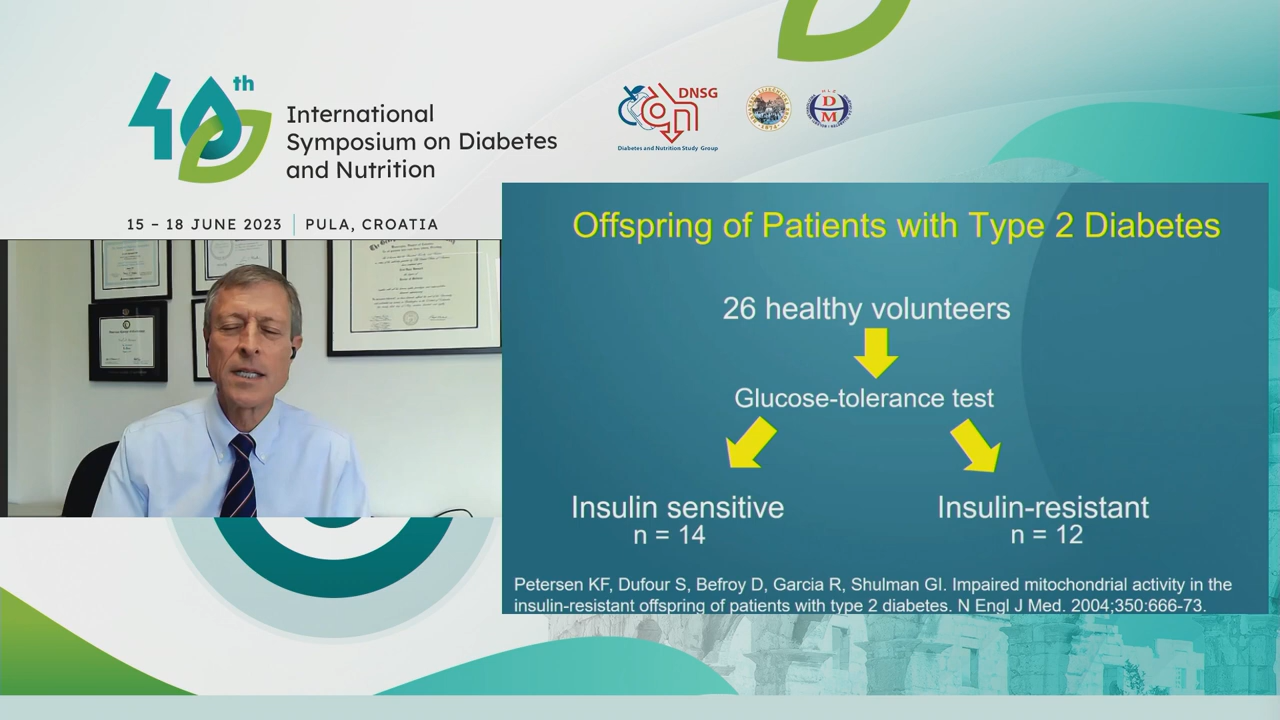 40th
International
Symposium on Diabetes
and Nutrition
15 – 18 JUNE 2023 | PULA, CROATIA
DNSG
Diabetes and Nutrition Study Group
D
M
Offspring of Patients with Type 2 Diabetes
26 healthy volunteers
Glucose-tolerance test
Insulin sensitive
n = 14
Insulin-resistant
n = 12
Petersen KF, Dufour S, Befroy D, Garcia R, Shulman GI. Impaired mitochondrial activity in the
insulin-resistant offspring of patients with type 2 diabetes. N Engl J Med. 2004;350:666-73.